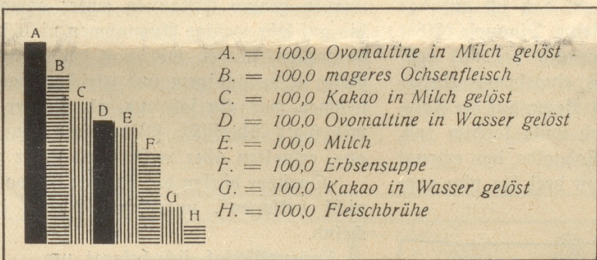 A
B
C
D
E
F
G
H
A. = 100,0 Ovomaltine in Milch gelöst
B. = 100,0 mageres Ochsenfleisch
C. = 100,0 Kakao in Milch gelöst
D. = 100,0 Ovomaltine in Wasser gelöst
E. = 100,0 Milch
F. = 100,0 Erbsensuppe
G. = 100,0 Kakao in Wasser gelöst
H. = 100,0 Fleischbrühe